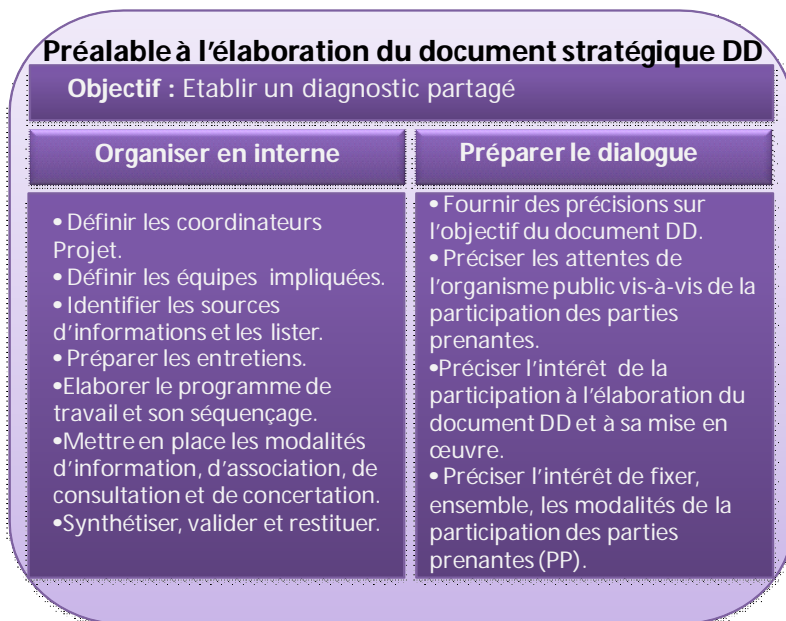 Préalable à l'élaboration du document stratégique DD
Objectif : Etablir un diagnostic partagé
Organiser en interne
• Définir les coordinateurs
Projet.
• Définir les équipes impliquées.
• Identifier les sources
d'informations et les lister.
• Préparer les entretiens.
•Elaborer le programme de
travail et son séquençage.
•Mettre en place les modalités
d'information, d'association, de
consultation et de concertation.
•Synthétiser, valider et restituer.
Préparer le dialogue
• Fournir des précisions sur
l'objectif du document DD.
• Préciser les attentes de
l'organisme public vis-à-vis de la
participation des parties
prenantes.
•Préciser l'intérêt de la
participation à l'élaboration du
document DD et à sa mise en
œuvre.
• Préciser l'intérêt de fixer,
ensemble, les modalités de la
participation des parties
prenantes (PP).